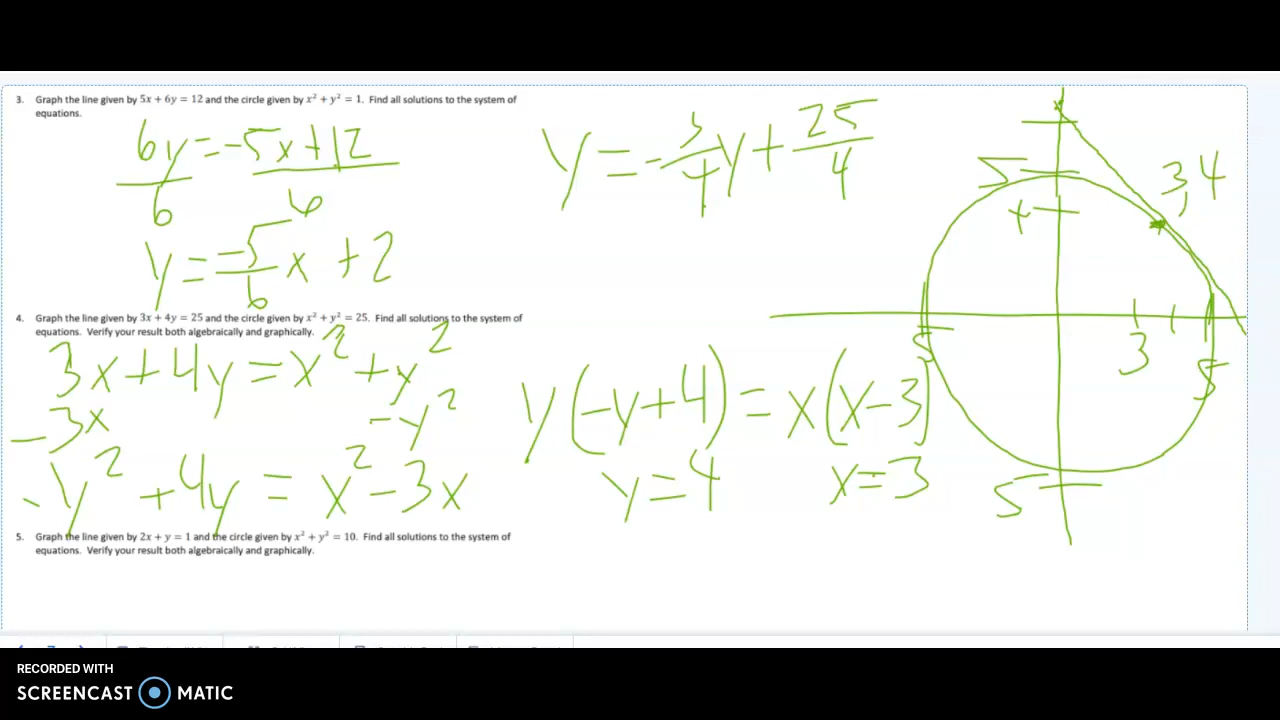 3. Graph the line given by 5x + 6y = 12 and the circle given by x² + y² = 1. Find all solutions to the system of
equations.
6y = -5x + 12
6 6
y = -5/6 x + 2
y = -3/4 y + 25/4
4. Graph the line given by 3x + 4y = 25 and the circle given by x² + y² = 25. Find all solutions to the system of
equations. Verify your result both algebraically and graphically.
3x + 4y = x² + y²
-3x -y²
-y² + 4y = x² - 3x
y(-y+4) = x(x-3)
y = 4 x = 3
5
3,4
3
5
5
5. Graph the line given by 2x + y = 1 and the circle given by x² + y² = 10. Find all solutions to the system of
equations. Verify your result both algebraically and graphically.
RECORDED WITH
SCREENCAST MATIC